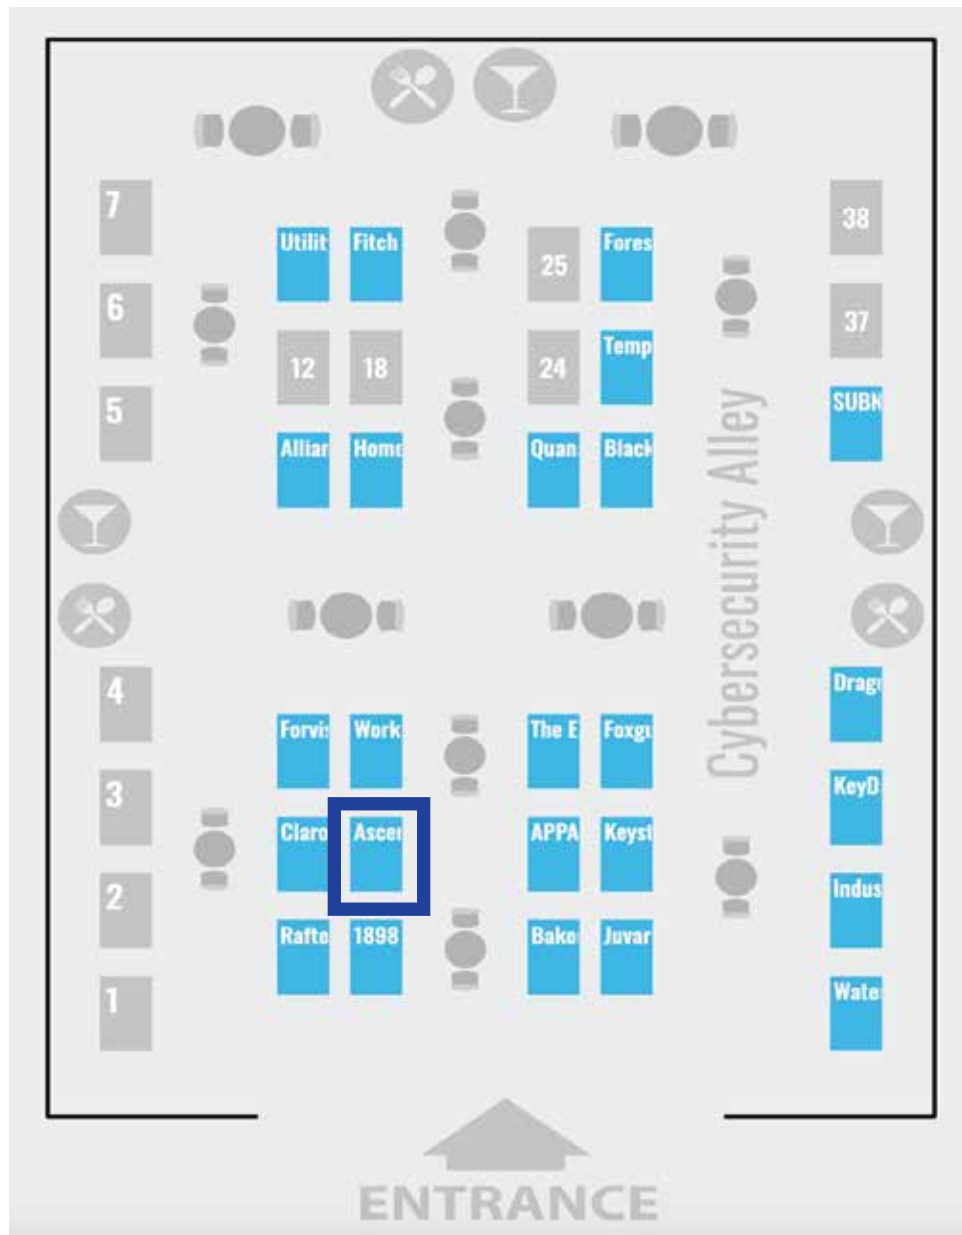 7
38
Utilit
Fitch
25
Fores
6
37
12
18
24
Temp
5
SUBN
Alliar
Home
Quan
Black
Cybersecurity Alley
4
Drag
Forvi
Work
The E
Foxgu
3
KeyD
Claro
Ascen
APPA
Keyst
2
Indus
Rafte
1898
Bake
Juvar
1
Wate
ENTRANCE